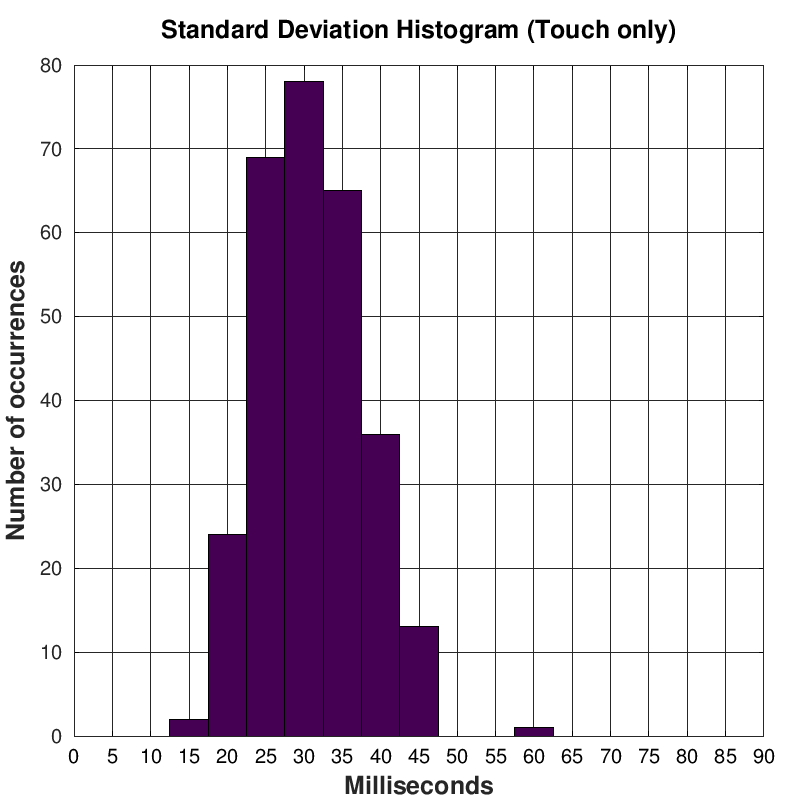 Standard Deviation Histogram (Touch only)
80
70
60
50
40
30
20
10
0
Number of occurrences
0 5 10 15 20 25 30 35 40 45 50 55 60 65 70 75 80 85 90
Milliseconds